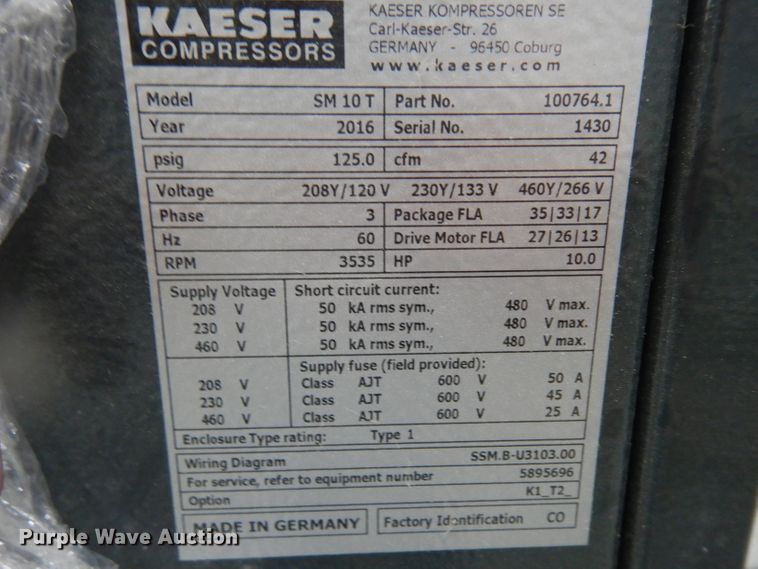 KAESER
COMPRESSORS
KAESER KOMPRESSOREN SE
Carl-Kaeser-Str. 26
GERMANY - 96450 Coburg
www.kaeser.com
Model SM 10 T Part No. 100764.1
Year 2016 Serial No. 1430
psig 125.0 cfm 42
Voltage 208Y/120 V 230Y/133 V 460Y/266 V
Phase 3 Package FLA 35|33|17
Hz 60 Drive Motor FLA 27|26|13
RPM 3535 HP 10.0
Supply Voltage Short circuit current:
208 V 50 kA rms sym., 480 V max.
230 V 50 kA rms sym., 480 V max.
460 V 50 kA rms sym., 480 V max.
Supply fuse (field provided):
208 V Class AJT 600 V 50 A
230 V Class AJT 600 V 45 A
460 V Class AJT 600 V 25 A
Enclosure Type rating: Type 1
Wiring Diagram SSM.B-U3103.00
For service, refer to equipment number 5895696
Option K1_T2_
MADE IN GERMANY Factory Identification CO
Purple Wave Auction